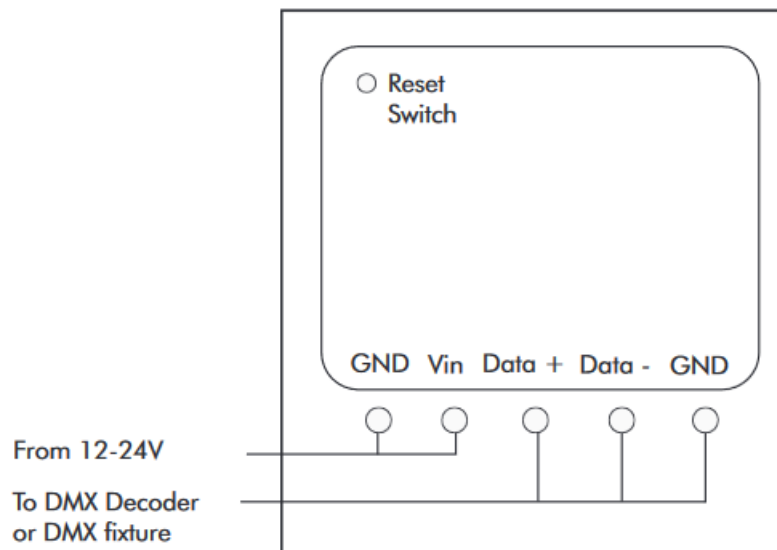 Reset
Switch
GND Vin Data + Data - GND
From 12-24V
To DMX Decoder
or DMX fixture